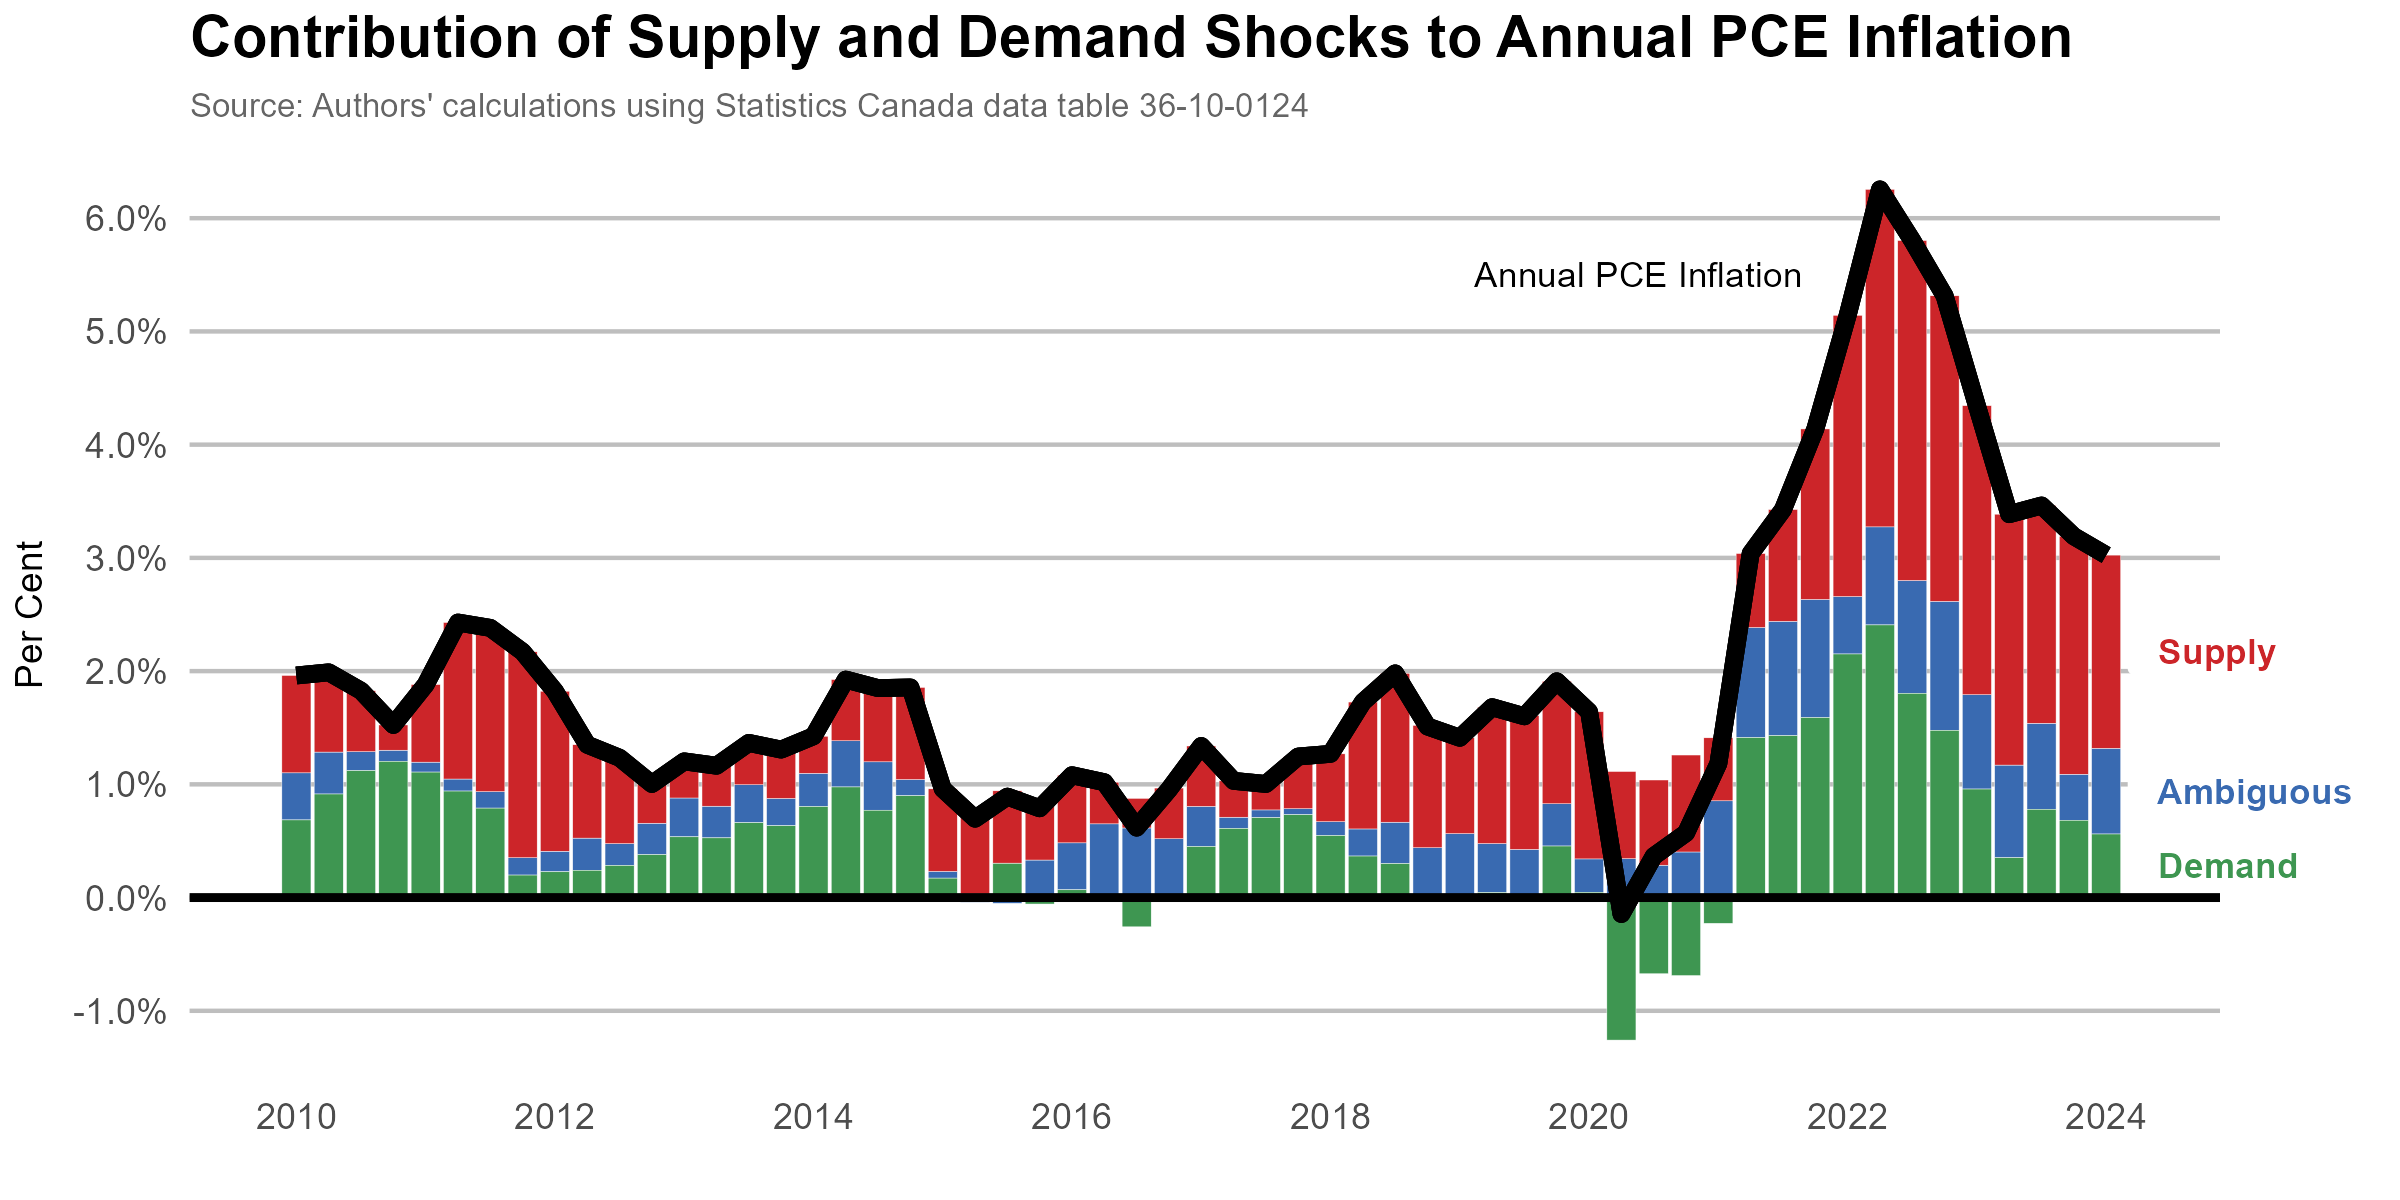 Contribution of Supply and Demand Shocks to Annual PCE Inflation
Source: Authors' calculations using Statistics Canada data table 36-10-0124
Per Cent
6.0%
5.0%
4.0%
3.0%
2.0%
1.0%
0.0%
-1.0%
Annual PCE Inflation
Supply
Ambiguous
Demand
2010 2012 2014 2016 2018 2020 2022 2024